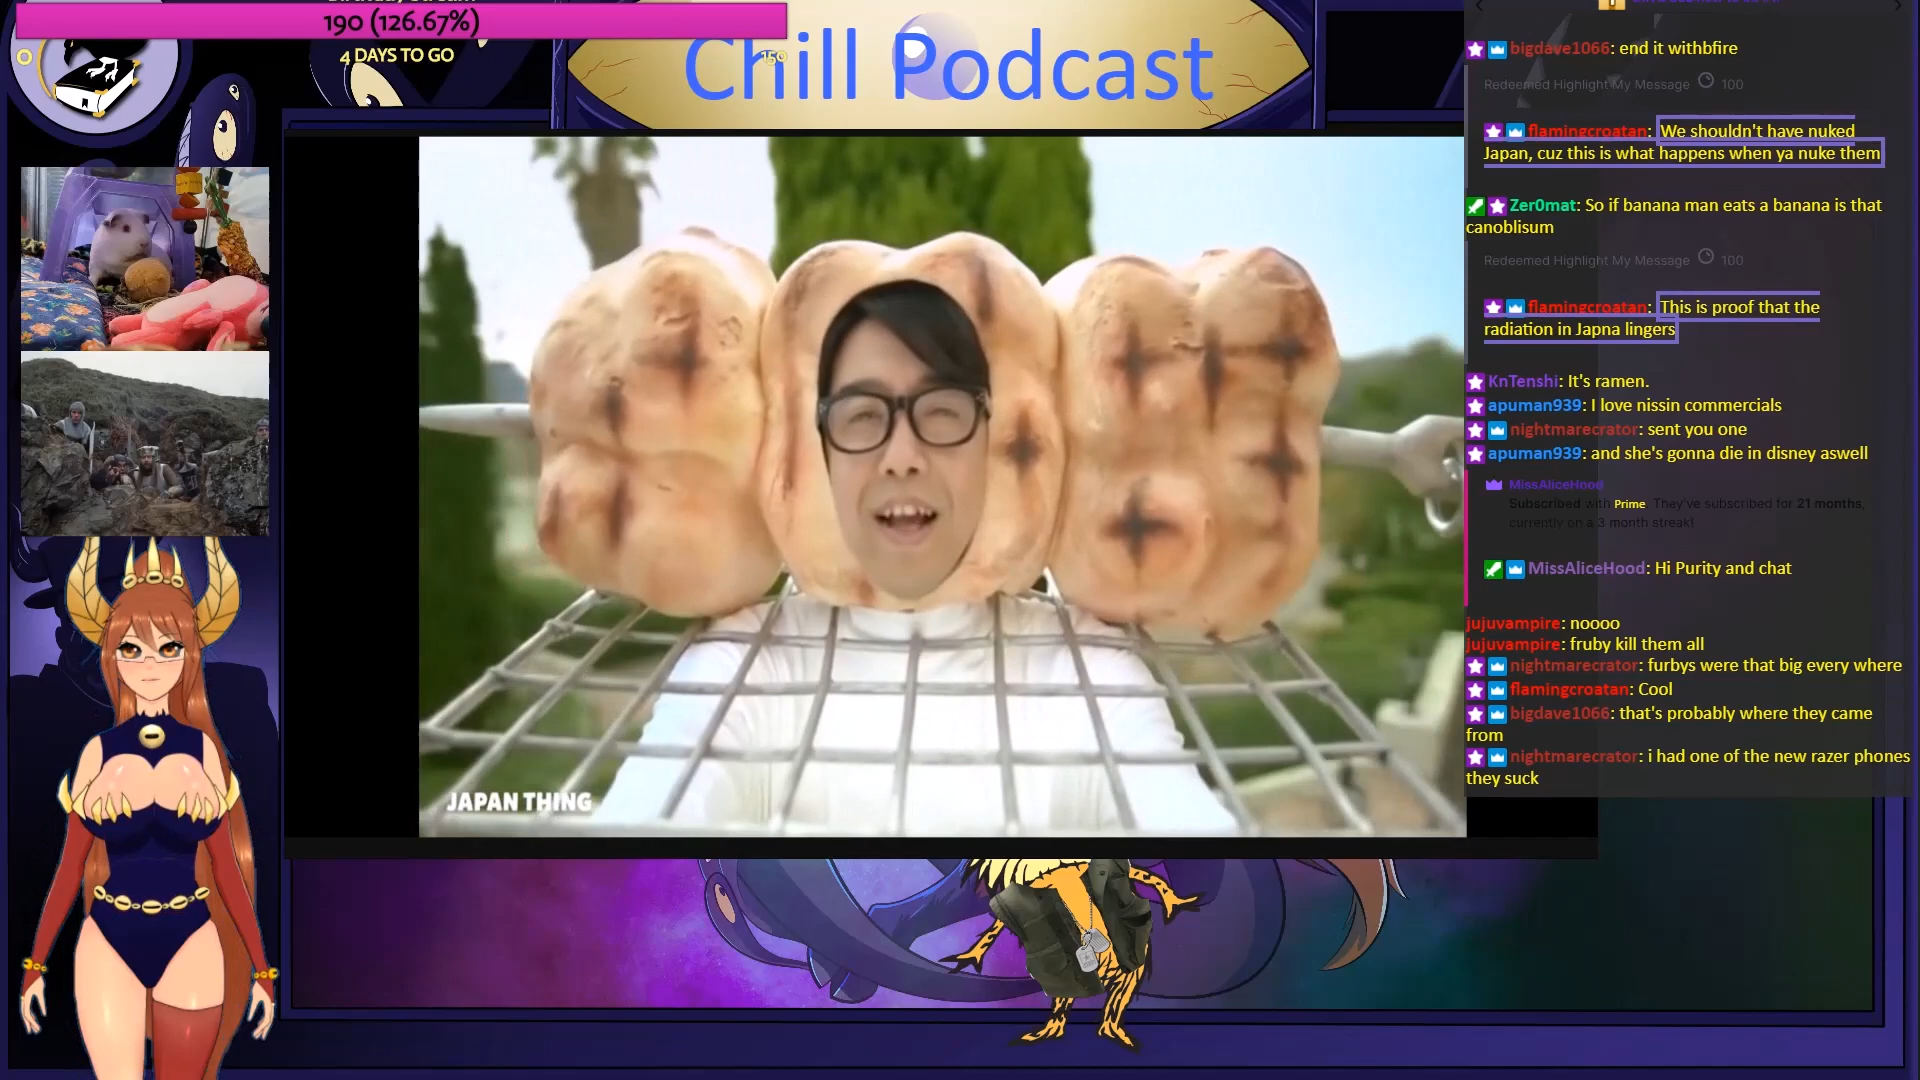 190 (126.67%)
4 DAYS TO GO
0
150
Chill Podcast
JAPAN THING
bigdave1066: end it withbfire
Redeemed Highlight My Message 100
flamingcroatan: We shouldn't have nuked
Japan, cuz this is what happens when ya nuke them
Zer0mat: So if banana man eats a banana is that
canoblisum
Redeemed Highlight My Message 100
flamingcroatan: This is proof that the
radiation in Japna lingers
KnTenshi: It's ramen.
apuman939: I love nissin commercials
nightmarecrator: sent you one
apuman939: and she's gonna die in disney aswell
MissAliceHood
Subscribed with Prime. They've subscribed for 21 months,
currently on a 3 month streak!
MissAliceHood: Hi Purity and chat
jujuvampire: noooo
jujuvampire: fruby kill them all
nightmarecrator: furbys were that big every where
flamingcroatan: Cool
bigdave1066: that's probably where they came
from
nightmarecrator: i had one of the new razer phones
they suck